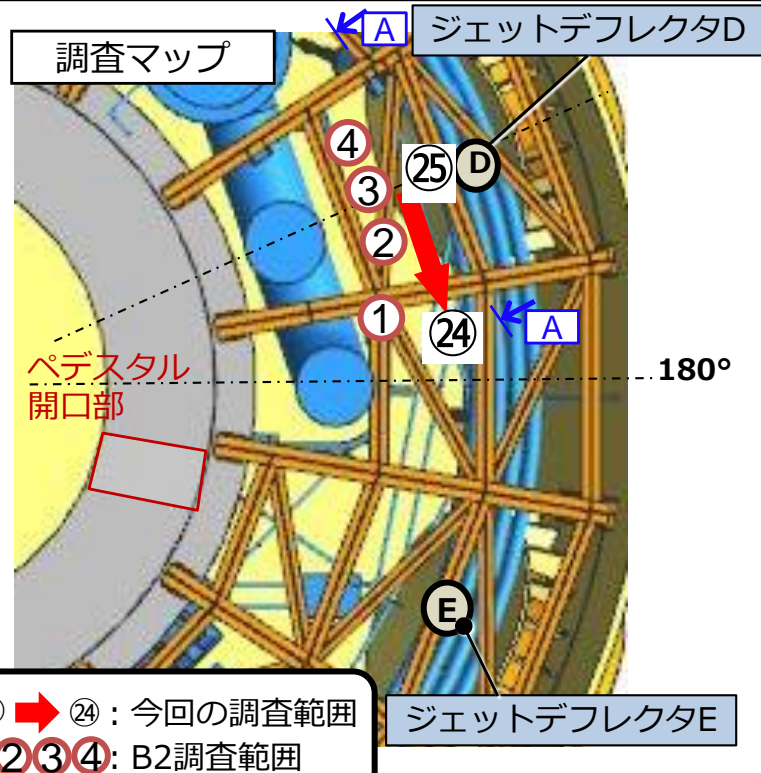 A
ジェットデフレクタD
調査マップ
④
㉕
D
③
②
①
㉔
A
ペデスタル
開口部
180°
E
➡ ㉔ : 今回の調査範囲
②③④: B2調査範囲
ジェットデフレクタE